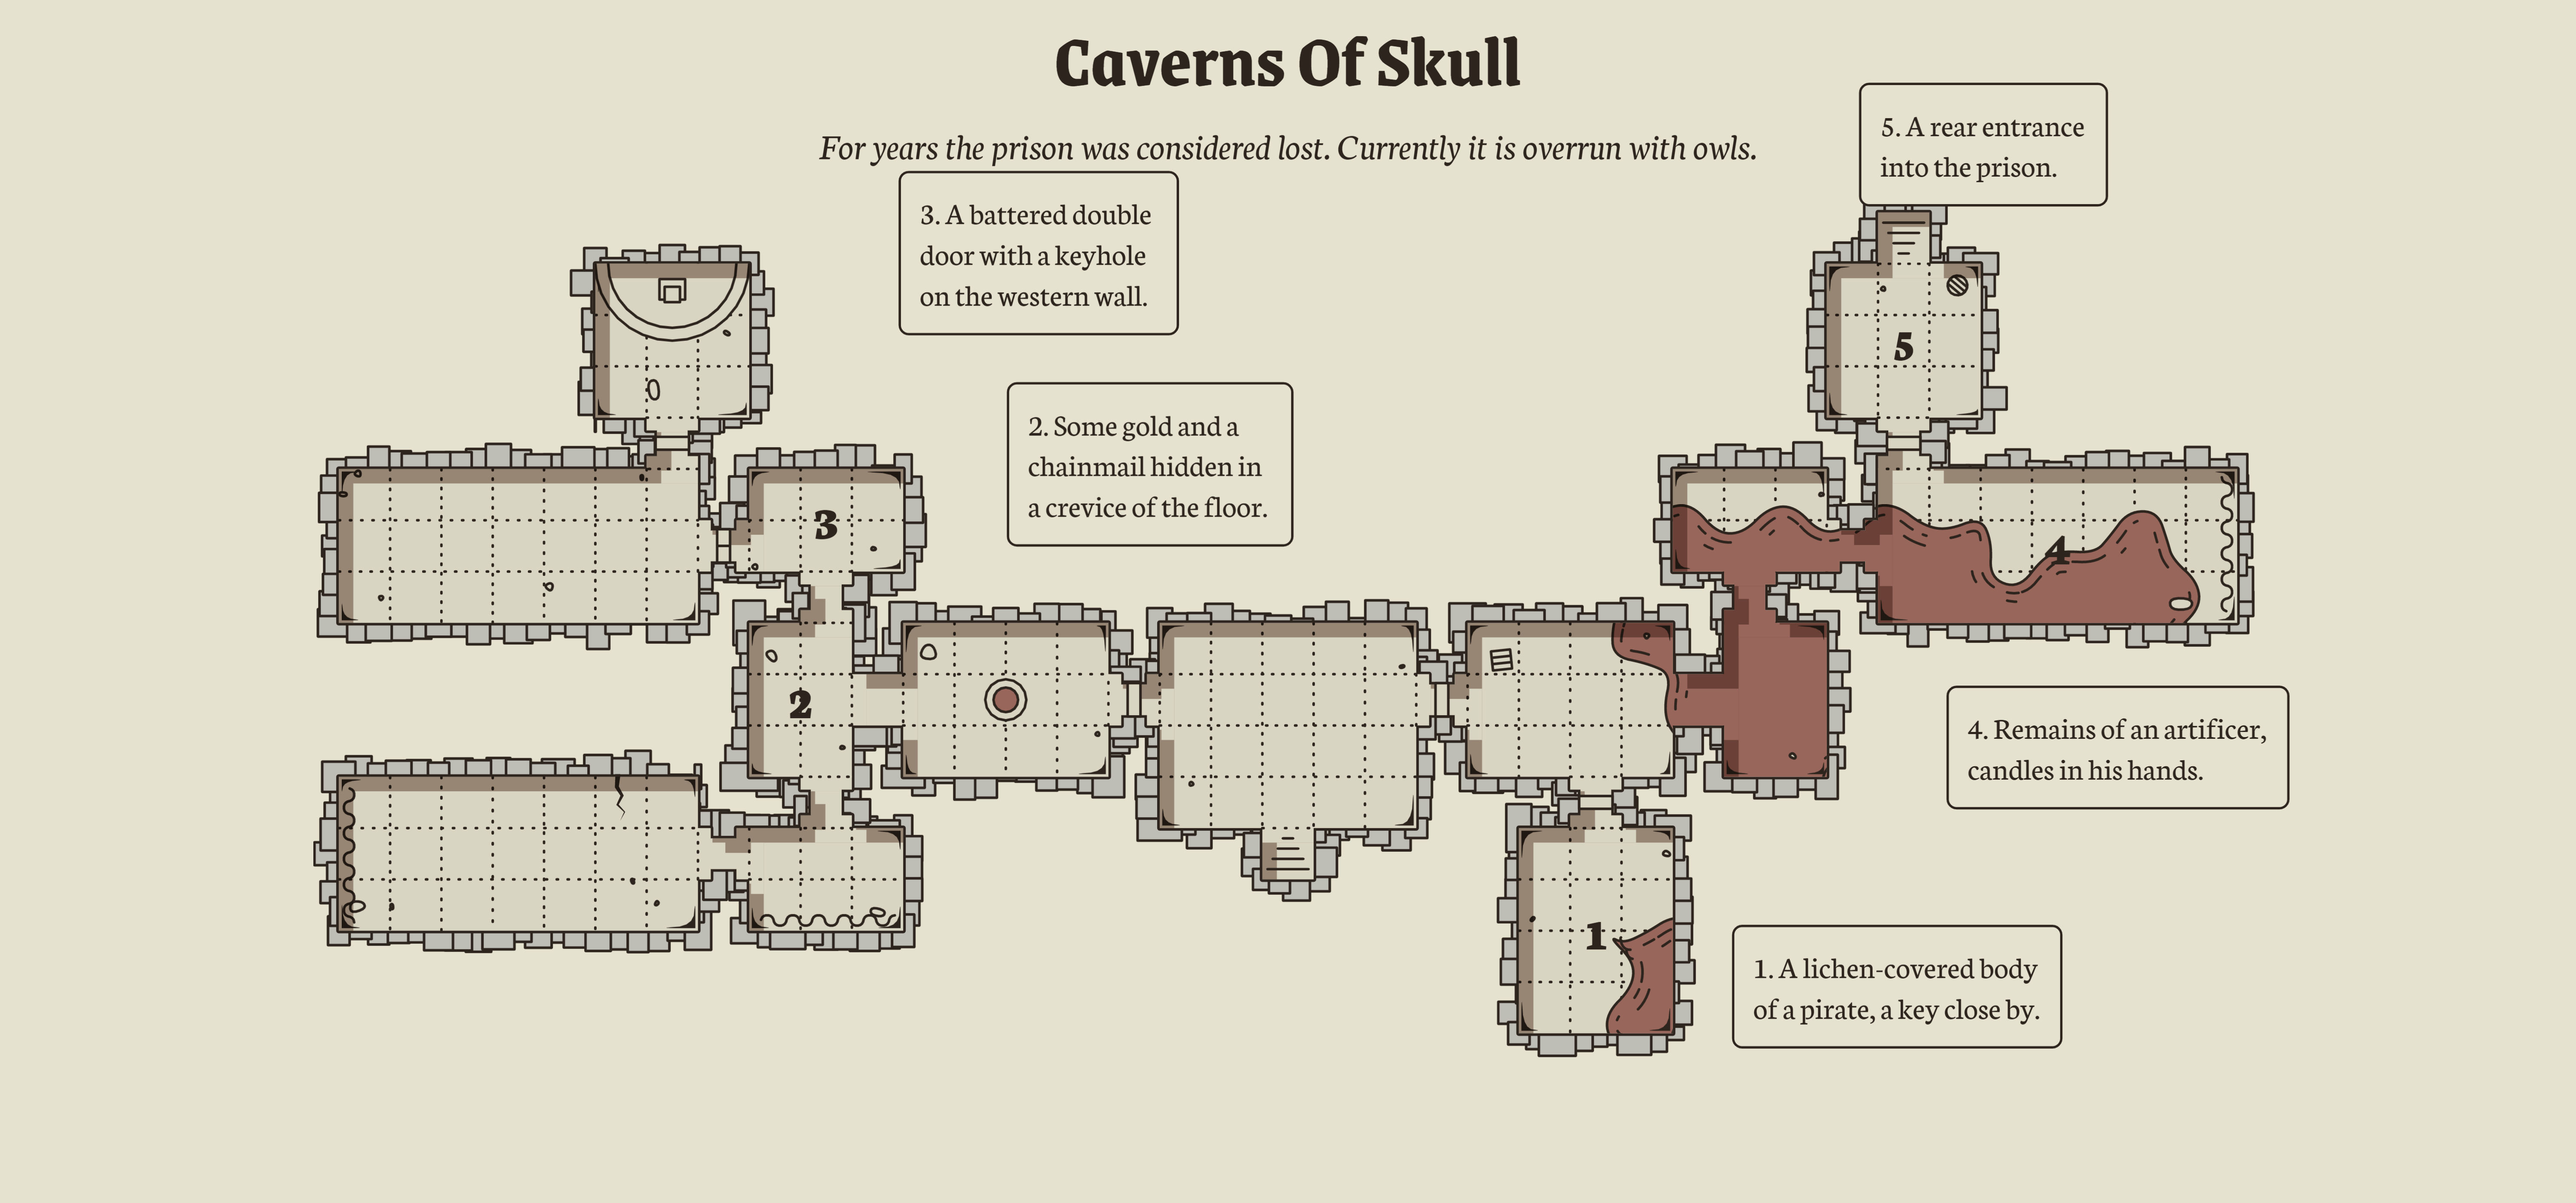 Caverns Of Skull
For years the prison was considered lost. Currently it is overrun with owls.
5. A rear entrance
into the prison.
3. A battered double
door with a keyhole
on the western wall.
2. Some gold and a
chainmail hidden in
a crevice of the floor.
4. Remains of an artificer,
candles in his hands.
1. A lichen-covered body
of a pirate, a key close by.
5
3
4
2
1